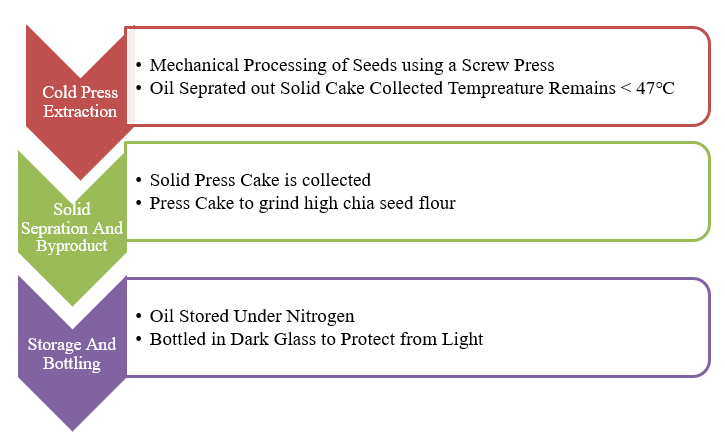 Cold Press
Extraction
• Mechanical Processing of Seeds using a Screw Press
• Oil Seprated out Solid Cake Collected Tempreature Remains < 47°C
Solid
Sepration And
Byproduct
• Solid Press Cake is collected
• Press Cake to grind high chia seed flour
Storage And
Bottling
• Oil Stored Under Nitrogen
• Bottled in Dark Glass to Protect from Light